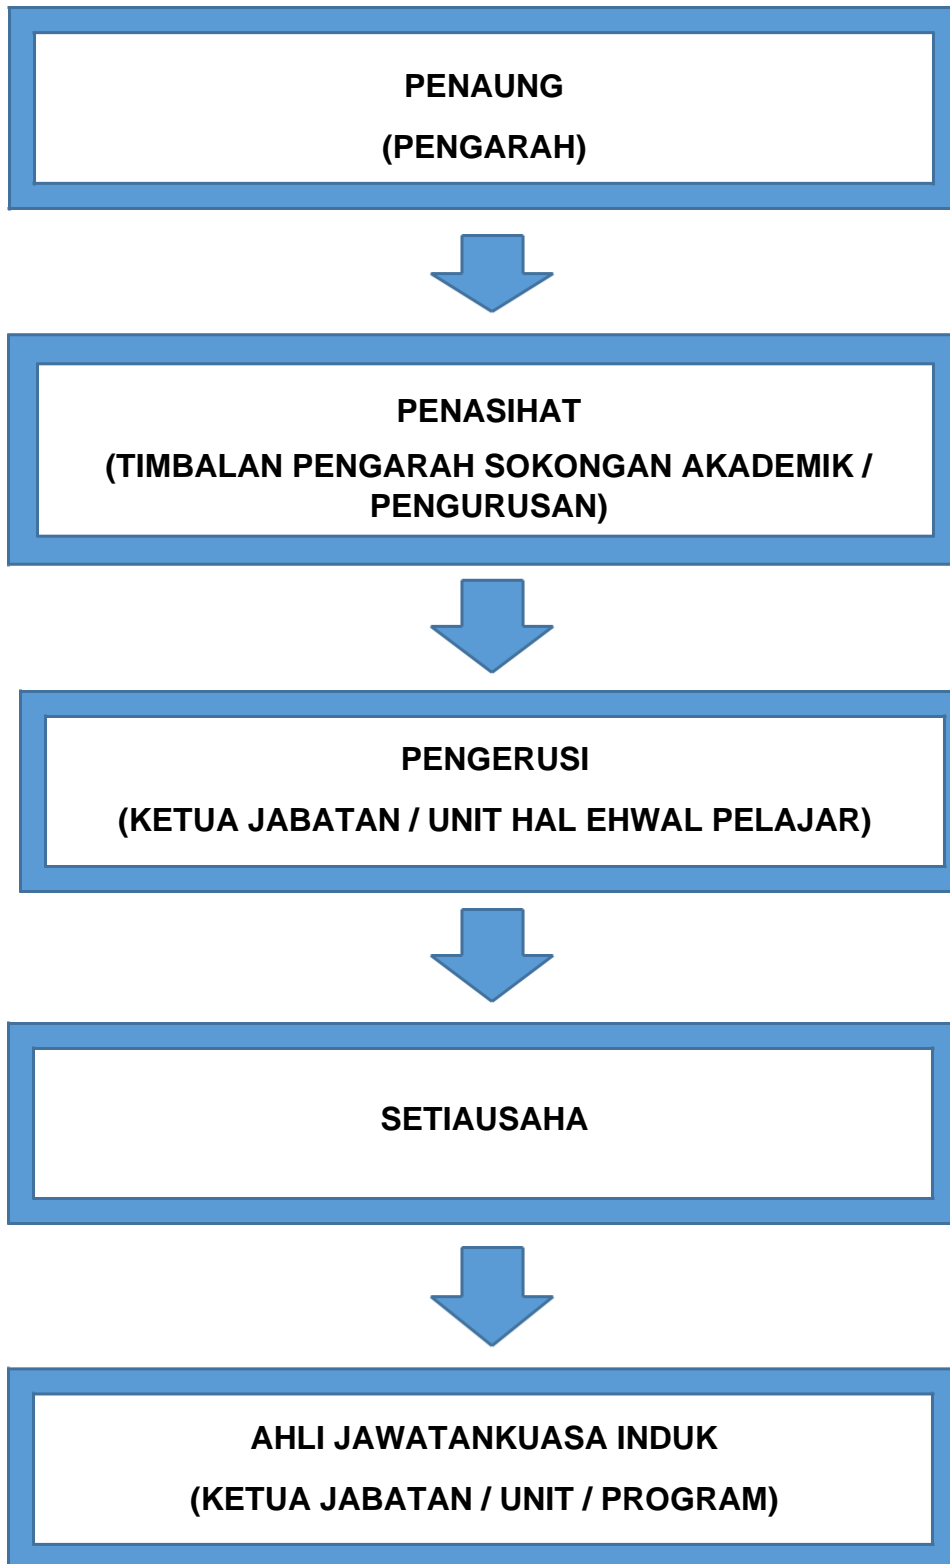 PENAUNG
(PENGARAH)
PENASIHAT
(TIMBALAN PENGARAH SOKONGAN AKADEMIK /
PENGURUSAN)
PENGERUSI
(KETUA JABATAN / UNIT HAL EHWAL PELAJAR)
SETIAUSAHA
AHLI JAWATANKUASA INDUK
(KETUA JABATAN / UNIT / PROGRAM)